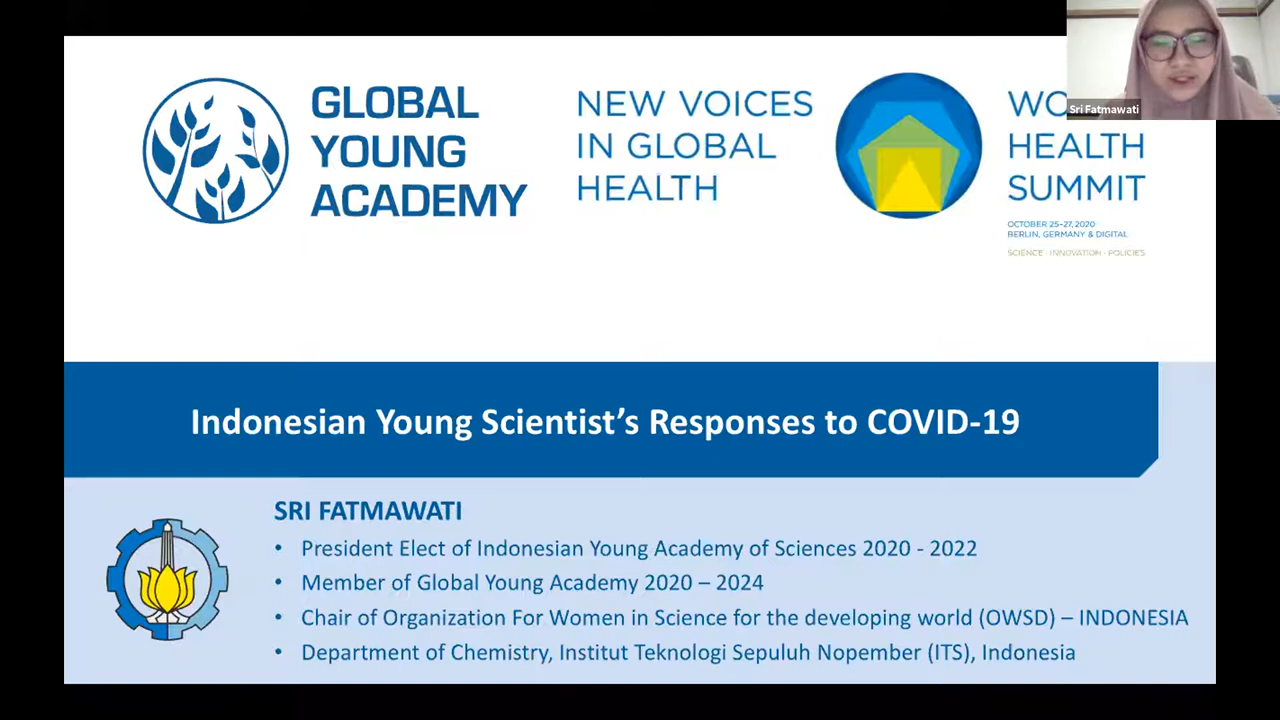 GLOBAL
YOUNG
ACADEMY
NEW VOICES
IN GLOBAL
HEALTH
HEALTH
SUMMIT
OCTOBER 25–27, 2020
BERLIN, GERMANY & DIGITAL
SCIENCE · INNOVATION · POLICIES
Sri Fatmawati
Indonesian Young Scientist’s Responses to COVID-19
SRI FATMAWATI
• President Elect of Indonesian Young Academy of Sciences 2020 - 2022
• Member of Global Young Academy 2020 – 2024
• Chair of Organization For Women in Science for the developing world (OWSD) – INDONESIA
• Department of Chemistry, Institut Teknologi Sepuluh Nopember (ITS), Indonesia